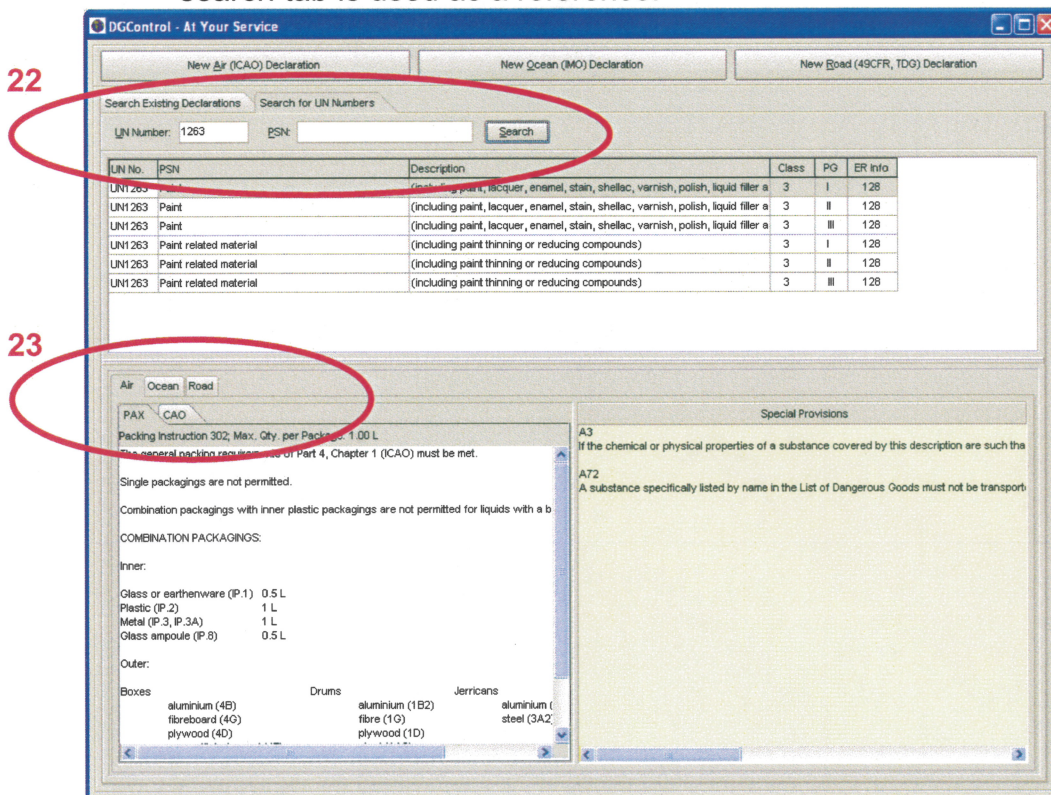 search tab is used as a reference.
DGControl - At Your Service
New Air (ICAO) Declaration New Ocean (IMO) Declaration New Road (49CFR, TDG) Declaration
22
Search Existing Declarations Search for UN Numbers
UN Number: 1263 PSN: Search
UN No. PSN Description Class PG ER Info
UN1263 Paint (including paint, lacquer, enamel, stain, shellac, varnish, polish, liquid filler a 3 I 128
UN1263 Paint (including paint, lacquer, enamel, stain, shellac, varnish, polish, liquid filler a 3 II 128
UN1263 Paint (including paint, lacquer, enamel, stain, shellac, varnish, polish, liquid filler a 3 III 128
UN1263 Paint related material (including paint thinning or reducing compounds) 3 I 128
UN1263 Paint related material (including paint thinning or reducing compounds) 3 II 128
UN1263 Paint related material (including paint thinning or reducing compounds) 3 III 128
23
Air Ocean Road
PAX CAO
Packing Instruction 302; Max. Qty. per Package: 1.00 L
The general packing requirements of Part 4, Chapter 1 (ICAO) must be met.
Single packagings are not permitted.
Combination packagings with inner plastic packagings are not permitted for liquids with a b
COMBINATION PACKAGINGS:
Inner:
Glass or earthenware (IP.1) 0.5 L
Plastic (IP.2) 1 L
Metal (IP.3, IP.3A) 1 L
Glass ampoule (IP.8) 0.5 L
Outer:
Boxes Drums Jerricans
aluminium (4B) aluminium (1B2) aluminium (
fibreboard (4G) fibre (1G) steel (3A2)
plywood (4D) plywood (1D)
Special Provisions
A3
If the chemical or physical properties of a substance covered by this description are such tha
A72
A substance specifically listed by name in the List of Dangerous Goods must not be transport